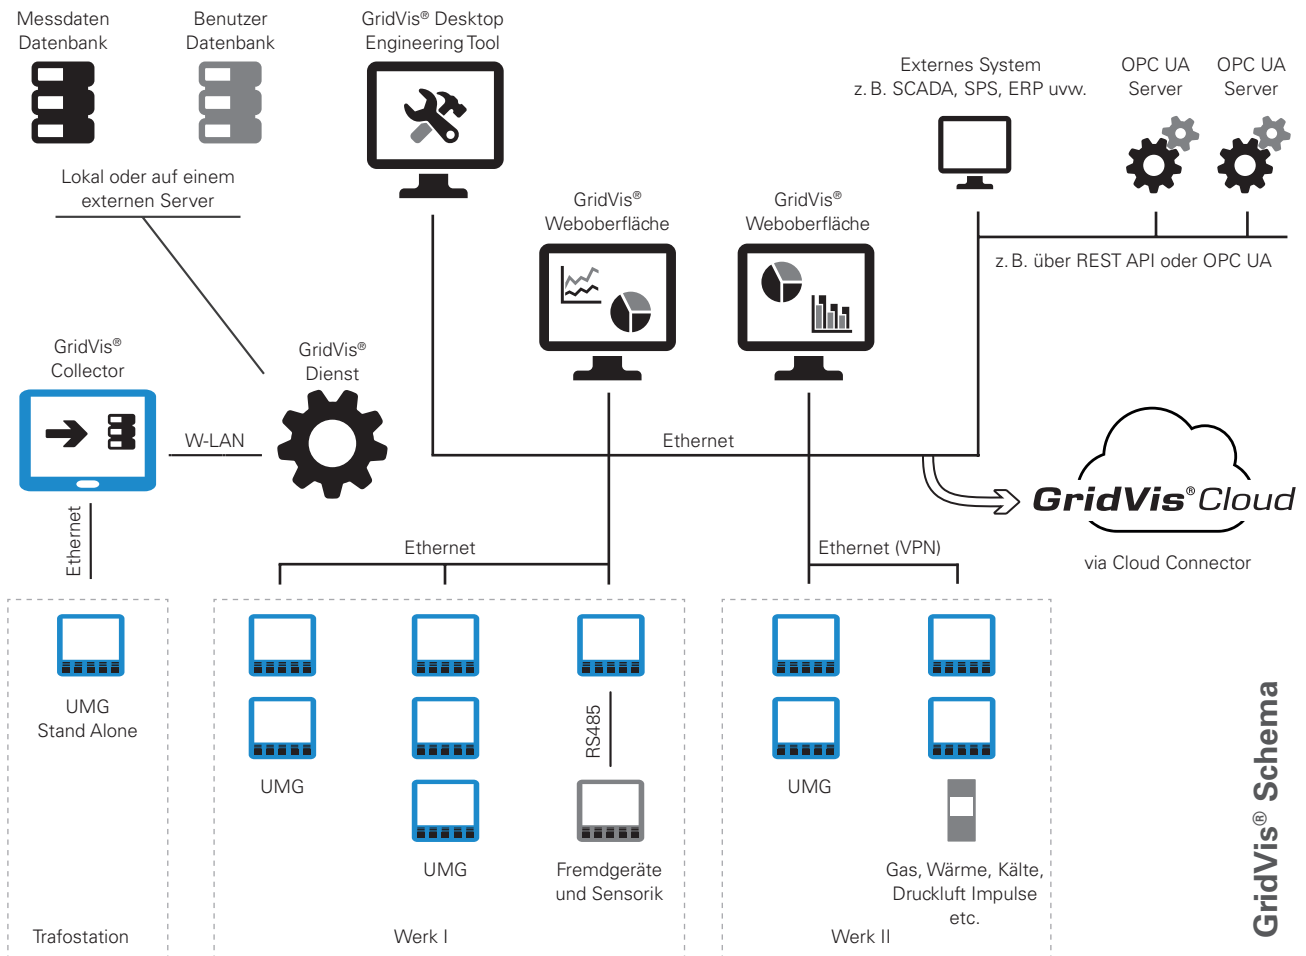 Messdaten
Datenbank
Benutzer
Datenbank
GridVis® Desktop
Engineering Tool
Externes System
z. B. SCADA, SPS, ERP uvw.
OPC UA
Server
OPC UA
Server
Lokal oder auf einem
externen Server
GridVis®
Weboberfläche
GridVis®
Weboberfläche
z. B. über REST API oder OPC UA
GridVis®
Collector
GridVis®
Dienst
W-LAN
Ethernet
GridVis® Cloud
via Cloud Connector
Ethernet
Ethernet
Ethernet (VPN)
UMG
Stand Alone
UMG
UMG
RS485
Fremdgeräte
und Sensorik
UMG
Gas, Wärme, Kälte,
Druckluft Impulse
etc.
Trafostation
Werk I
Werk II
GridVis® Schema